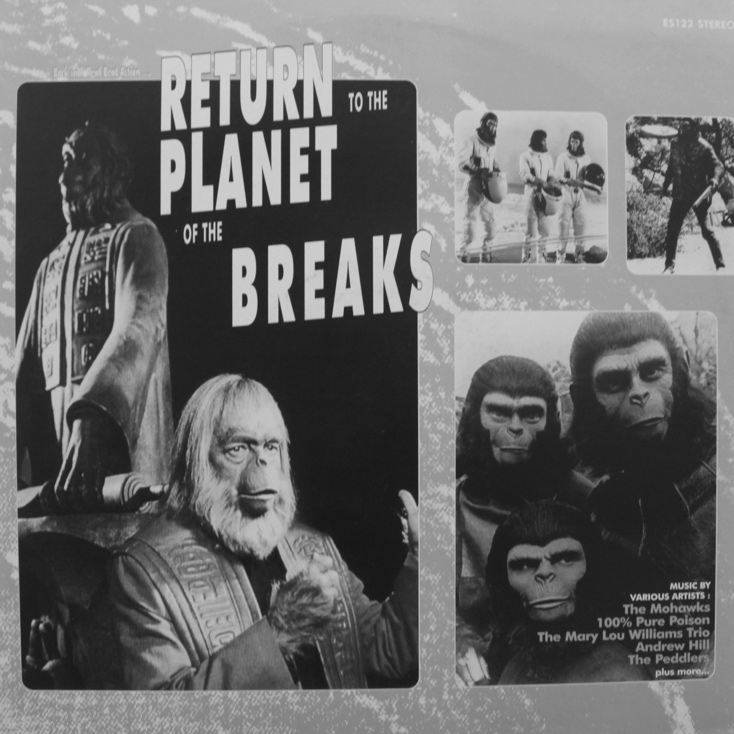 ES122 STEREO
RETURN
TO THE
PLANET
OF THE
BREAKS
MUSIC BY
VARIOUS ARTISTS :
The Mohawks
100% Pure Poison
The Mary Lou Williams Trio
Andrew Hill
The Peddlers
plus more...